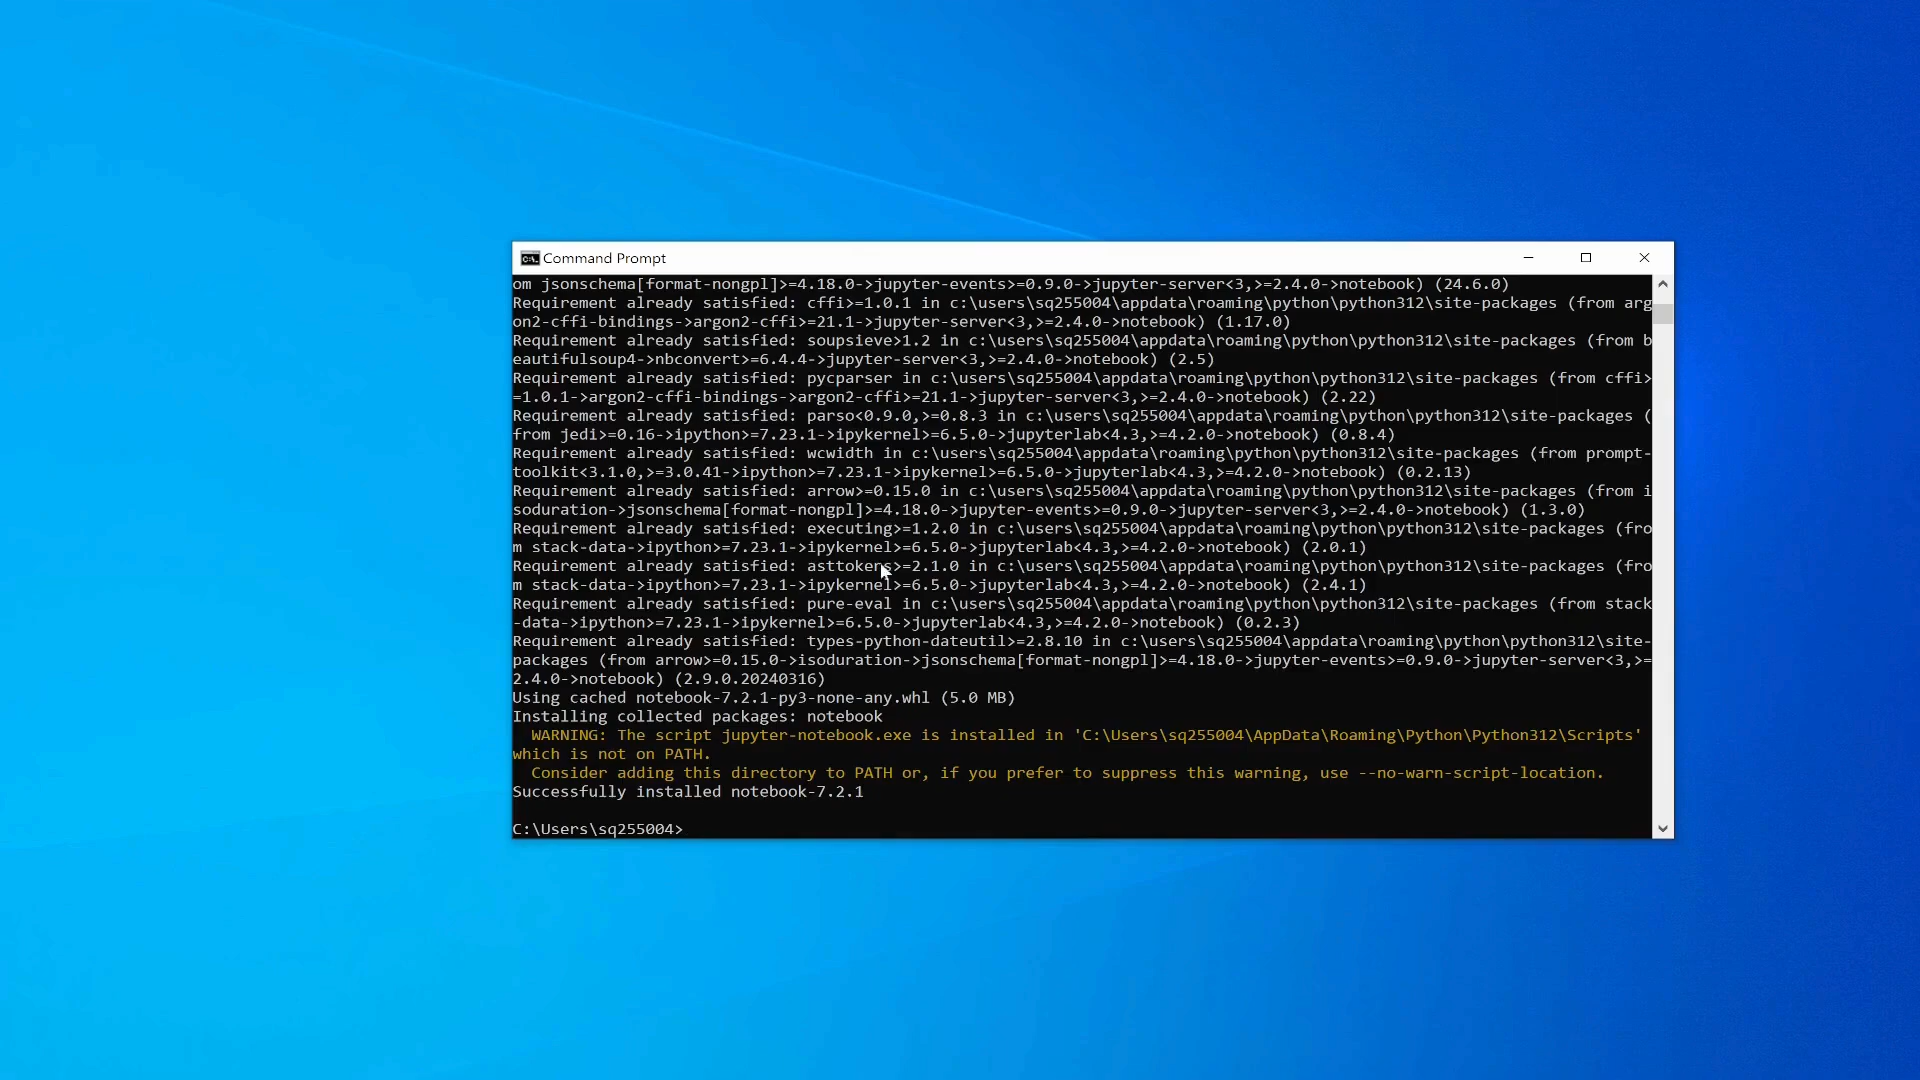 Command Prompt
om jsonschema[format-nongpl]>=4.18.0->jupyter-events>=0.9.0->jupyter-server<3,>=2.4.0->notebook) (24.6.0)
Requirement already satisfied: cffi>=1.0.1 in c:\users\sq255004\appdata\roaming\python\python312\site-packages (from arg
on2-cffi-bindings->argon2-cffi>=21.1->jupyter-server<3,>=2.4.0->notebook) (1.17.0)
Requirement already satisfied: soupsieve>1.2 in c:\users\sq255004\appdata\roaming\python\python312\site-packages (from b
eautifulsoup4->nbconvert>=6.4.4->jupyter-server<3,>=2.4.0->notebook) (2.5)
Requirement already satisfied: pycparser in c:\users\sq255004\appdata\roaming\python\python312\site-packages (from cffi>
=1.0.1->argon2-cffi-bindings->argon2-cffi>=21.1->jupyter-server<3,>=2.4.0->notebook) (2.22)
Requirement already satisfied: parso<0.9.0,>=0.8.3 in c:\users\sq255004\appdata\roaming\python\python312\site-packages (
from jedi>=0.16->ipython>=7.23.1->ipykernel>=6.5.0->jupyterlab<4.3,>=4.2.0->notebook) (0.8.4)
Requirement already satisfied: wcwidth in c:\users\sq255004\appdata\roaming\python\python312\site-packages (from prompt-
toolkit<3.1.0,>=3.0.41->ipython>=7.23.1->ipykernel>=6.5.0->jupyterlab<4.3,>=4.2.0->notebook) (0.2.13)
Requirement already satisfied: arrow>=0.15.0 in c:\users\sq255004\appdata\roaming\python\python312\site-packages (from i
soduration->jsonschema[format-nongpl]>=4.18.0->jupyter-events>=0.9.0->jupyter-server<3,>=2.4.0->notebook) (1.3.0)
Requirement already satisfied: executing>=1.2.0 in c:\users\sq255004\appdata\roaming\python\python312\site-packages (fro
m stack-data->ipython>=7.23.1->ipykernel>=6.5.0->jupyterlab<4.3,>=4.2.0->notebook) (2.0.1)
Requirement already satisfied: asttokens>=2.1.0 in c:\users\sq255004\appdata\roaming\python\python312\site-packages (fro
m stack-data->ipython>=7.23.1->ipykernel>=6.5.0->jupyterlab<4.3,>=4.2.0->notebook) (2.4.1)
Requirement already satisfied: pure-eval in c:\users\sq255004\appdata\roaming\python\python312\site-packages (from stack
-data->ipython>=7.23.1->ipykernel>=6.5.0->jupyterlab<4.3,>=4.2.0->notebook) (0.2.3)
Requirement already satisfied: types-python-dateutil>=2.8.10 in c:\users\sq255004\appdata\roaming\python\python312\site-
packages (from arrow>=0.15.0->isoduration->jsonschema[format-nongpl]>=4.18.0->jupyter-events>=0.9.0->jupyter-server<3,>=
2.4.0->notebook) (2.9.0.20240316)
Using cached notebook-7.2.1-py3-none-any.whl (5.0 MB)
Installing collected packages: notebook
WARNING: The script jupyter-notebook.exe is installed in 'C:\Users\sq255004\AppData\Roaming\Python\Python312\Scripts'
which is not on PATH.
Consider adding this directory to PATH or, if you prefer to suppress this warning, use --no-warn-script-location.
Successfully installed notebook-7.2.1
C:\Users\sq255004>